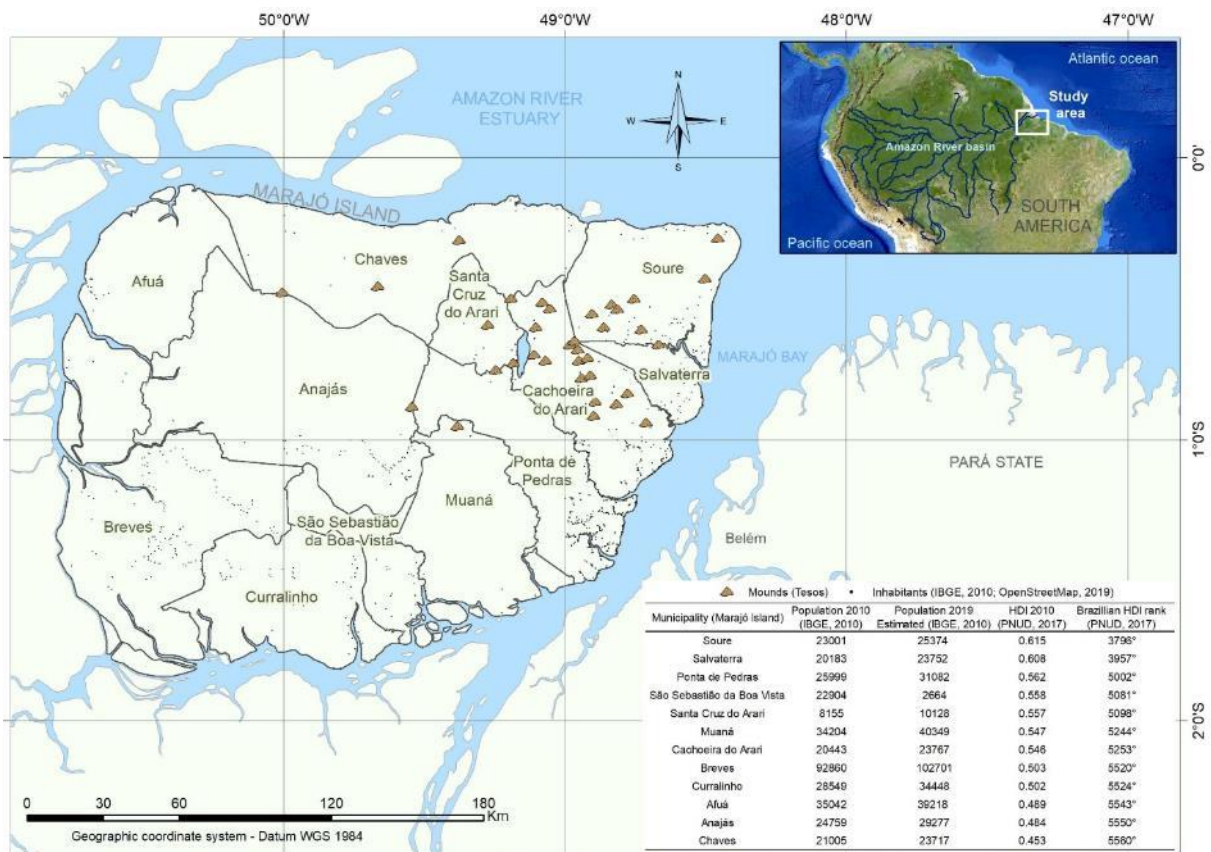 50°0'W 49°0'W 48°0'W 47°0'W
AMAZON RIVER
ESTUARY
N
W E
S
Atlantic ocean
Study
area
Amazon River basin
SOUTH
AMERICA
Pacific ocean
0°0'
MARAJÓ ISLAND
Chaves
Soure
Afuá
Santa
Cruz
do Arari
MARAJÓ BAY
Salvaterra
Anajás
Cachoeira
do Arari
1°0'S
PARÁ STATE
Ponta de
Pedras
Muaná
Breves
São Sebastião
da Boa Vista
Belém
Curralinho
2°0'S
Mounds (Tesos) Inhabitants (IBGE, 2010; OpenStreetMap, 2019)
Municipality (Marajó Island) Population 2010 (IBGE, 2010) Population 2019 Estimated (IBGE, 2010) HDI 2010 (PNUD, 2017) Brazillian HDI rank (PNUD, 2017)
Soure 23001 25374 0.615 3796°
Salvaterra 20183 23752 0.608 3957°
Ponta de Pedras 25999 31082 0.562 5002°
São Sebastião da Boa Vista 22904 2664 0.558 5081°
Santa Cruz do Arari 8155 10128 0.557 5098°
Muaná 34204 40349 0.547 5244°
Cachoeira do Arari 20443 23767 0.546 5253°
Breves 92860 102701 0.503 5520°
Curralinho 28549 34448 0.502 5524°
Afuá 35042 39218 0.489 5543°
Anajás 24759 29277 0.484 5550°
Chaves 21005 23717 0.453 5560°
0 30 60 120 180
Km
Geographic coordinate system - Datum WGS 1984